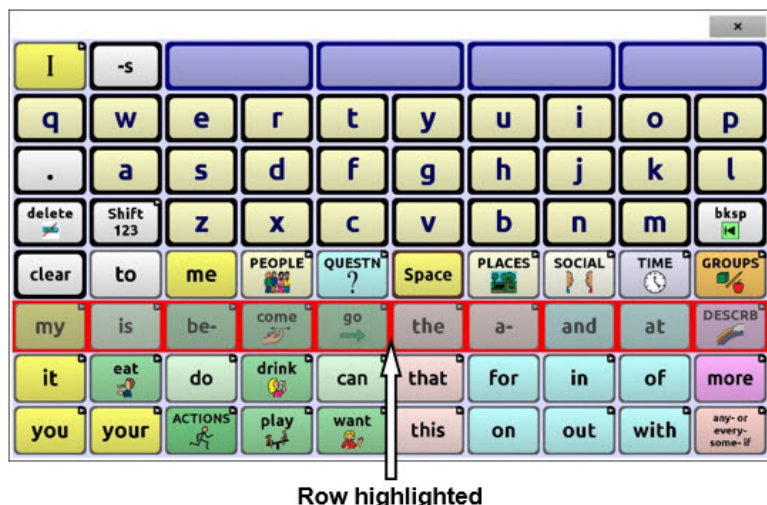 ×
I -s
q w e r t y u i o p
. a s d f g h j k l
delete Shift 123 z x c v b n m bksp
clear to me PEOPLE QUESTN ? Space PLACES SOCIAL TIME GROUPS
my is be- come go the a- and at DESCRB
it eat do drink can that for in of more
you your ACTIONS play want this on out with any- or every- some- if
Row highlighted